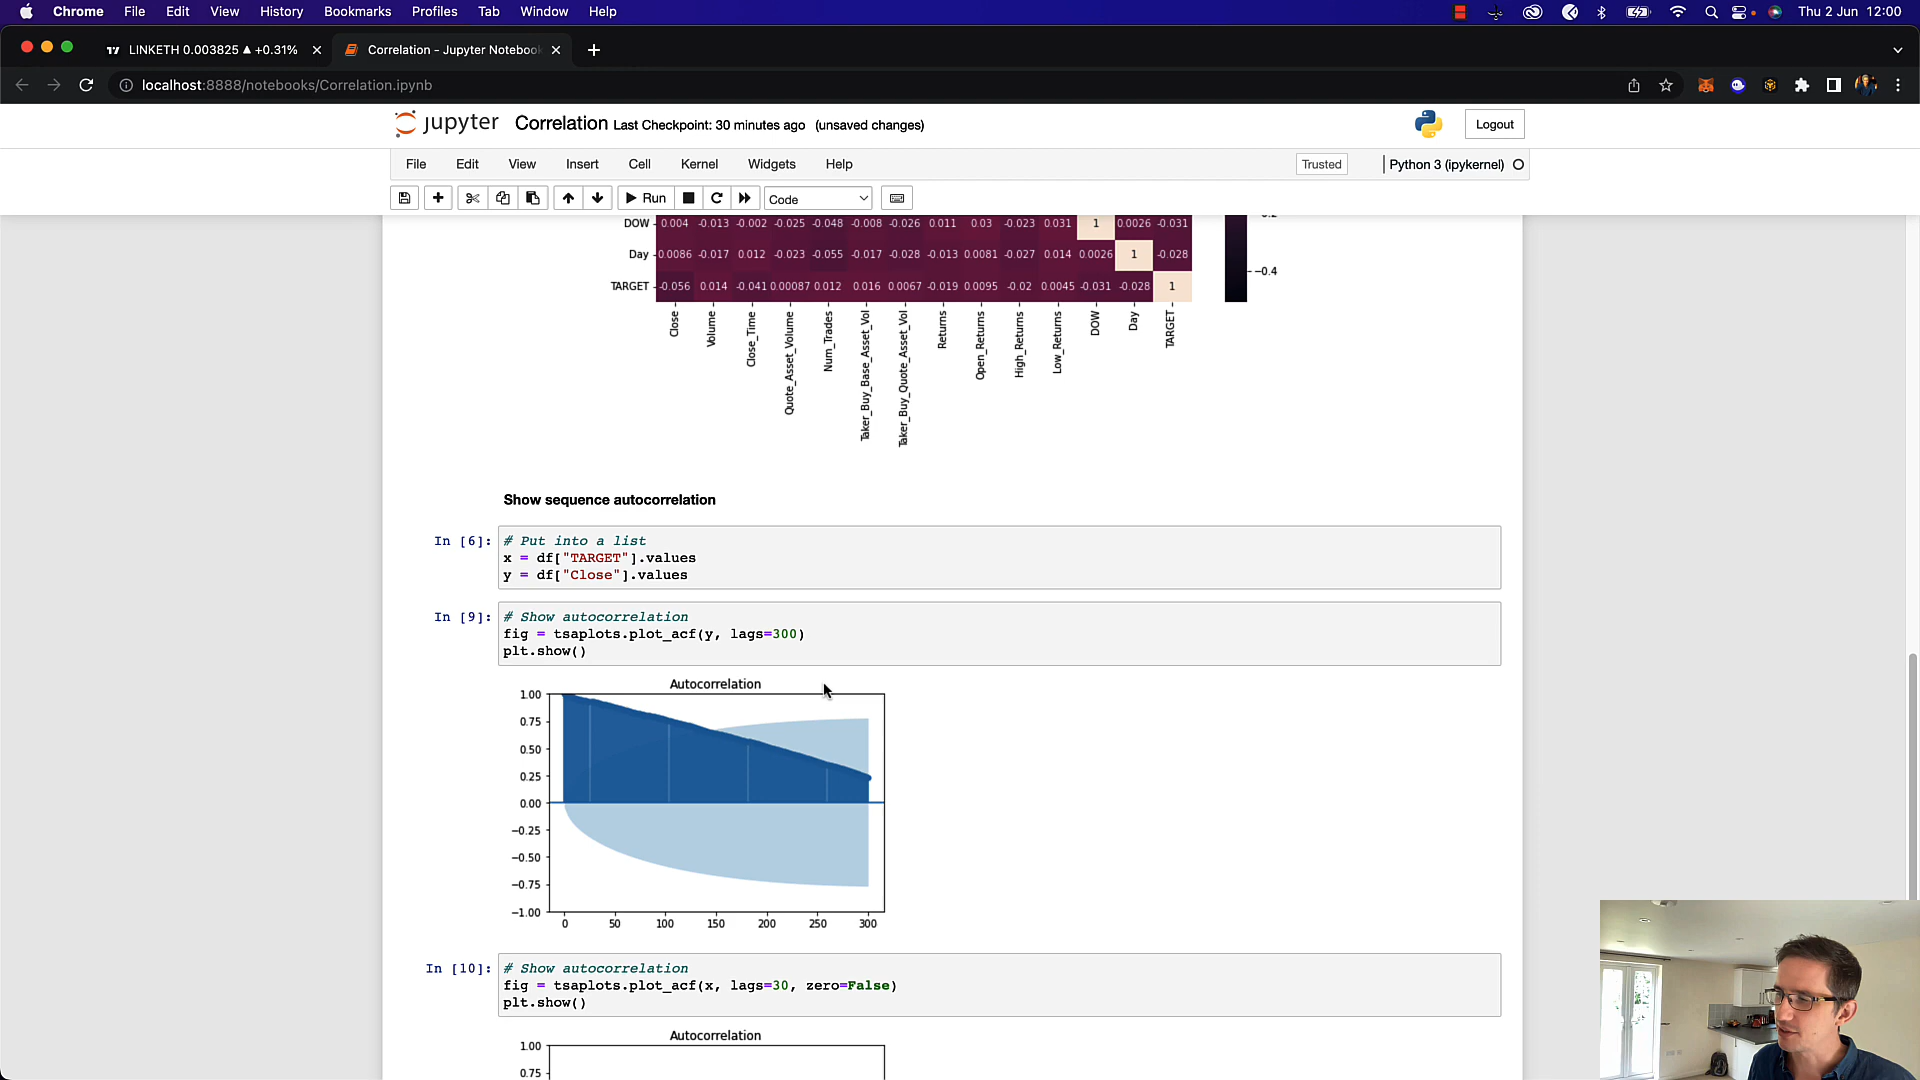 Chrome File Edit View History Bookmarks Profiles Tab Window Help Thu 2 Jun 12:00
LINKETH 0.003825 ▲ +0.31% Correlation - Jupyter Notebook
localhost:8888/notebooks/Correlation.ipynb
jupyter Correlation Last Checkpoint: 30 minutes ago (unsaved changes) Logout
File Edit View Insert Cell Kernel Widgets Help Trusted Python 3 (ipykernel)
Run Code
DOW 0.004 -0.013 -0.002 -0.025 -0.048 -0.008 -0.026 0.011 0.03 -0.023 0.031 1 0.0026 -0.031
Day 0.0086 -0.017 0.012 -0.023 -0.055 -0.017 -0.028 -0.013 0.0081 -0.027 0.014 0.0026 1 -0.028
−0.4
TARGET -0.056 0.014 -0.041 0.00087 0.012 0.016 0.0067 -0.019 0.0095 -0.02 0.0045 -0.031 -0.028 1
Close
Volume
Close_Time
Quote_Asset_Volume
Num_Trades
Taker_Buy_Base_Asset_Vol
Taker_Buy_Quote_Asset_Vol
Returns
Open_Returns
High_Returns
Low_Returns
DOW
Day
TARGET
Show sequence autocorrelation
In [6]: # Put into a list
x = df["TARGET"].values
y = df["Close"].values
In [9]: # Show autocorrelation
fig = tsaplots.plot_acf(y, lags=300)
plt.show()
Autocorrelation
1.00
0.75
0.50
0.25
0.00
−0.25
−0.50
−0.75
−1.00
0 50 100 150 200 250 300
In [10]: # Show autocorrelation
fig = tsaplots.plot_acf(x, lags=30, zero=False)
plt.show()
Autocorrelation
1.00
0.75